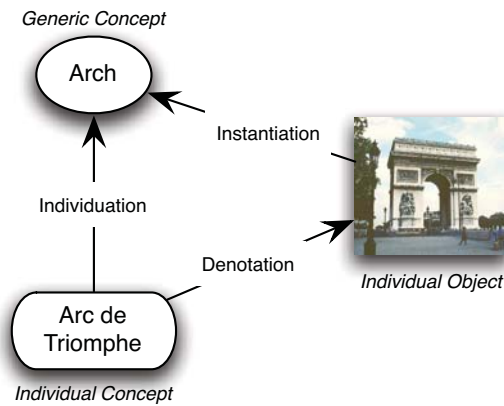 Generic Concept
Arch
Instantiation
Individuation
Denotation
Individual Object
Arc de
Triomphe
Individual Concept